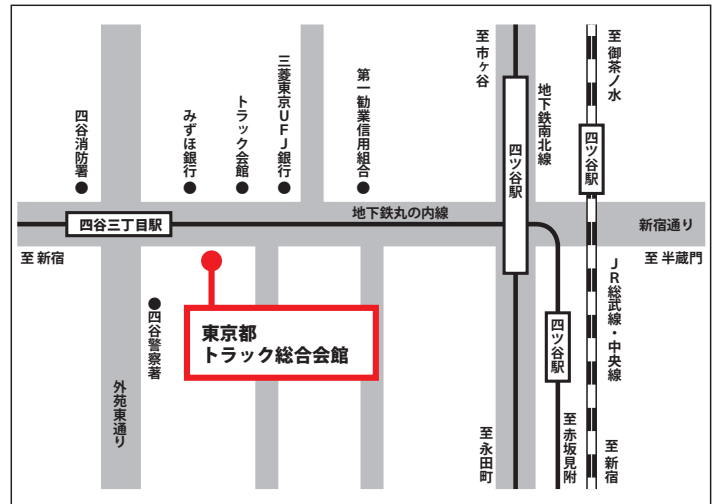 四谷消防署
みずほ銀行
トラック会館
三菱東京UFJ銀行
第一勧業信用組合
至 市ヶ谷
地下鉄南北線
至 御茶ノ水
四ツ谷駅
四ツ谷駅
四谷三丁目駅
地下鉄丸の内線
新宿通り
至 新宿
至 半蔵門
四谷警察著
東京都
トラック総合会館
四ツ谷駅
JR総武線・中央線
外苑東通り
至 永田町
至 赤坂見附
至 新宿